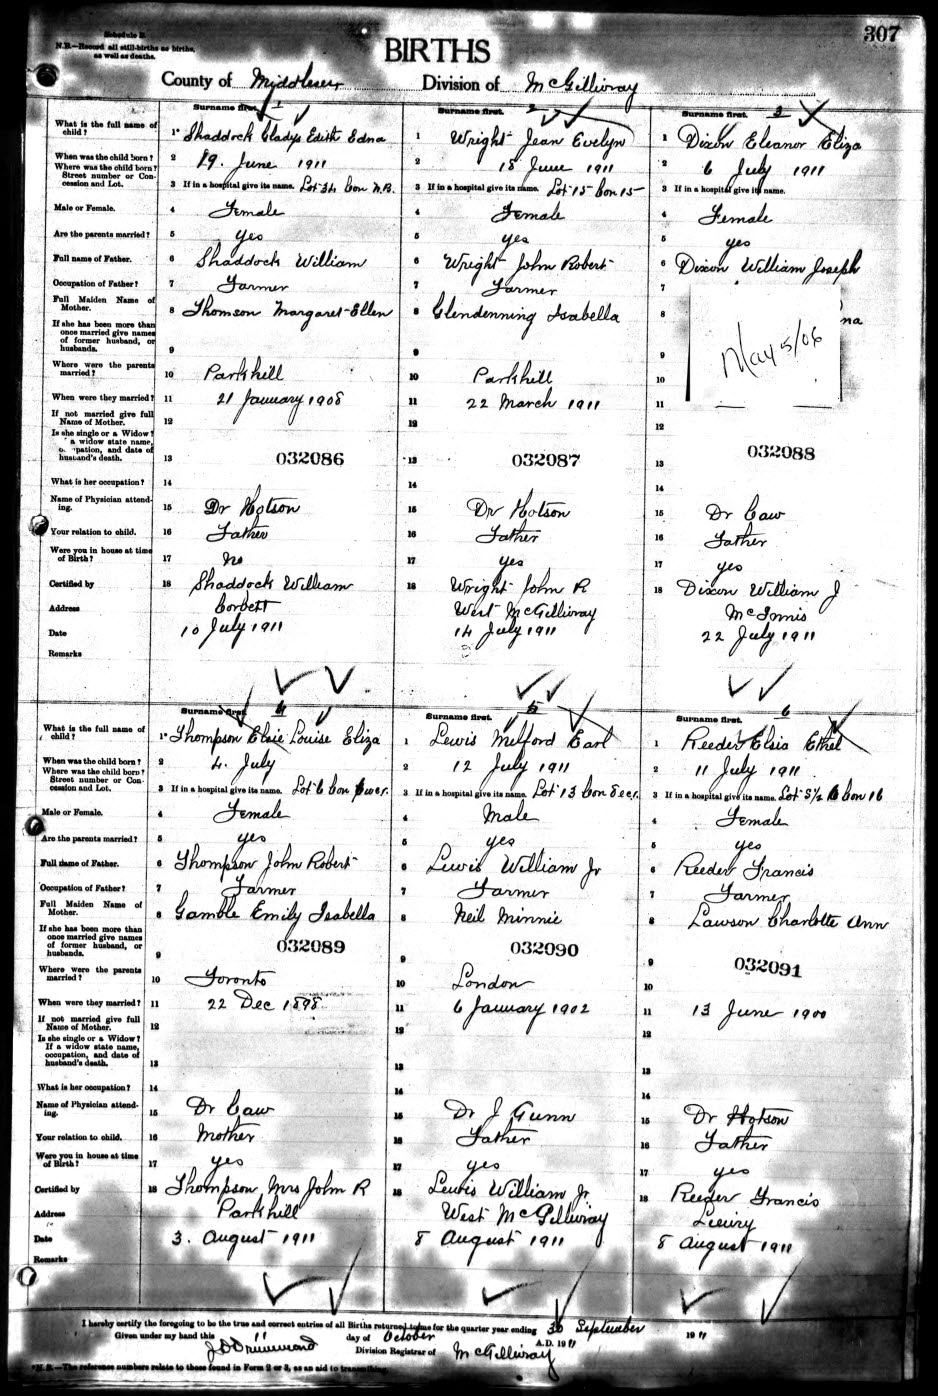 307
Schedule B.
N.B.—Record all still-births as births,
as well as deaths.
BIRTHS
County of Middlesex Division of McGillivray
Surname first. 1 2 Surname first. 3
What is the full name of child? 1* Shaddock Gladys Edith Edna 1 Wright Jean Evelyn 1 Dixon Eleanor Eliza
When was the child born? 2 19. June 1911 2 15 June 1911 2 6 July 1911
Where was the child born? Street number or Concession and Lot. 3 If in a hospital give its name. Lot 34 Con N.B. 3 If in a hospital give its name. Lot 15 Con 15 3 If in a hospital give its name.
Male or Female. 4 Female 4 Female 4 Female
Are the parents married? 5 yes 5 yes 5 yes
Full name of Father. 6 Shaddock William 6 Wright John Robert 6 Dixon William Joseph
Occupation of Father? 7 Farmer 7 Farmer 7
Full Maiden Name of Mother. 8 Thomson Margaret Ellen 8 Clendenning Isabella 8 na
May 5/06
If she has been more than once married give names of former husband, or husbands. 9 9 9
Where were the parents married? 10 Parkhill 10 Parkhill 10
When were they married? 11 21 January 1908 11 22 March 1911 11
If not married give full Name of Mother. 12 12 12
Is she single or a Widow? a widow state name, occupation, and date of husband's death. 13 032086 13 032087 13 032088
What is her occupation? 14 14 14
Name of Physician attending. 15 Dr Hotson 15 Dr Hotson 15 Dr Caw
Your relation to child. 16 Father 16 Father 16 Father
Were you in house at time of Birth? 17 No 17 yes 17 yes
Certified by 18 Shaddock William 18 Wright John R 18 Dixon William J
Address Corbett West McGillivray McInnis
Date 10 July 1911 14 July 1911 22 July 1911
Remarks
Surname first. 4 Surname first. 5 Surname first. 6
What is the full name of child? 1* Thompson Elsie Louise Eliza 1 Lewis Melford Earl 1 Reeder Elsia Ethel
When was the child born? 2 4. July 2 12 July 1911 2 11 July 1911
Where was the child born? Street number or Concession and Lot. 3 If in a hospital give its name. Lot 6 Con 3 If in a hospital give its name. Lot 13 Con 3 If in a hospital give its name. Lot 5½ Con 16
Male or Female. 4 Female 4 Male 4 Female
Are the parents married? 5 yes 5 yes 5 yes
Full name of Father. 6 Thompson John Robert 6 Lewis William Jr 6 Reeder Francis
Occupation of Father? 7 Farmer 7 Farmer 7 Farmer
Full Maiden Name of Mother. 8 Gamble Emily Isabella 8 Neil Minnie 8 Lawson Charlotte Ann
If she has been more than once married give names of former husband, or husbands. 9 032089 9 032090 9 032091
Where were the parents married? 10 Toronto 10 London 10
When were they married? 11 22 Dec 1898 11 6 January 1902 11 13 June 1900
If not married give full Name of Mother. 12 12 12
Is she single or a Widow? If a widow state name, occupation, and date of husband's death. 13 13 13
What is her occupation? 14 14 14
Name of Physician attending. 15 Dr Caw 15 Dr J Gunn 15 Dr Hotson
Your relation to child. 16 Mother 16 Father 16 Father
Were you in house at time of Birth? 17 yes 17 yes 17 yes
Certified by 18 Thompson Mrs John R 18 Lewis William Jr. 18 Reeder Francis
Address Parkhill West McGillivray Lieury
Date 3. August 1911 8 August 1911 8 August 1911
Remarks
I hereby certify the foregoing to be the true and correct entries of all Births returned to me for the quarter year ending 30 September 1911
Given under my hand this 11 day of October A.D. 1911
J D Drummond Division Registrar of McGillivray
*N.B.—The reference numbers relate to those found in Form 2 or 3, as an aid to transcribing.